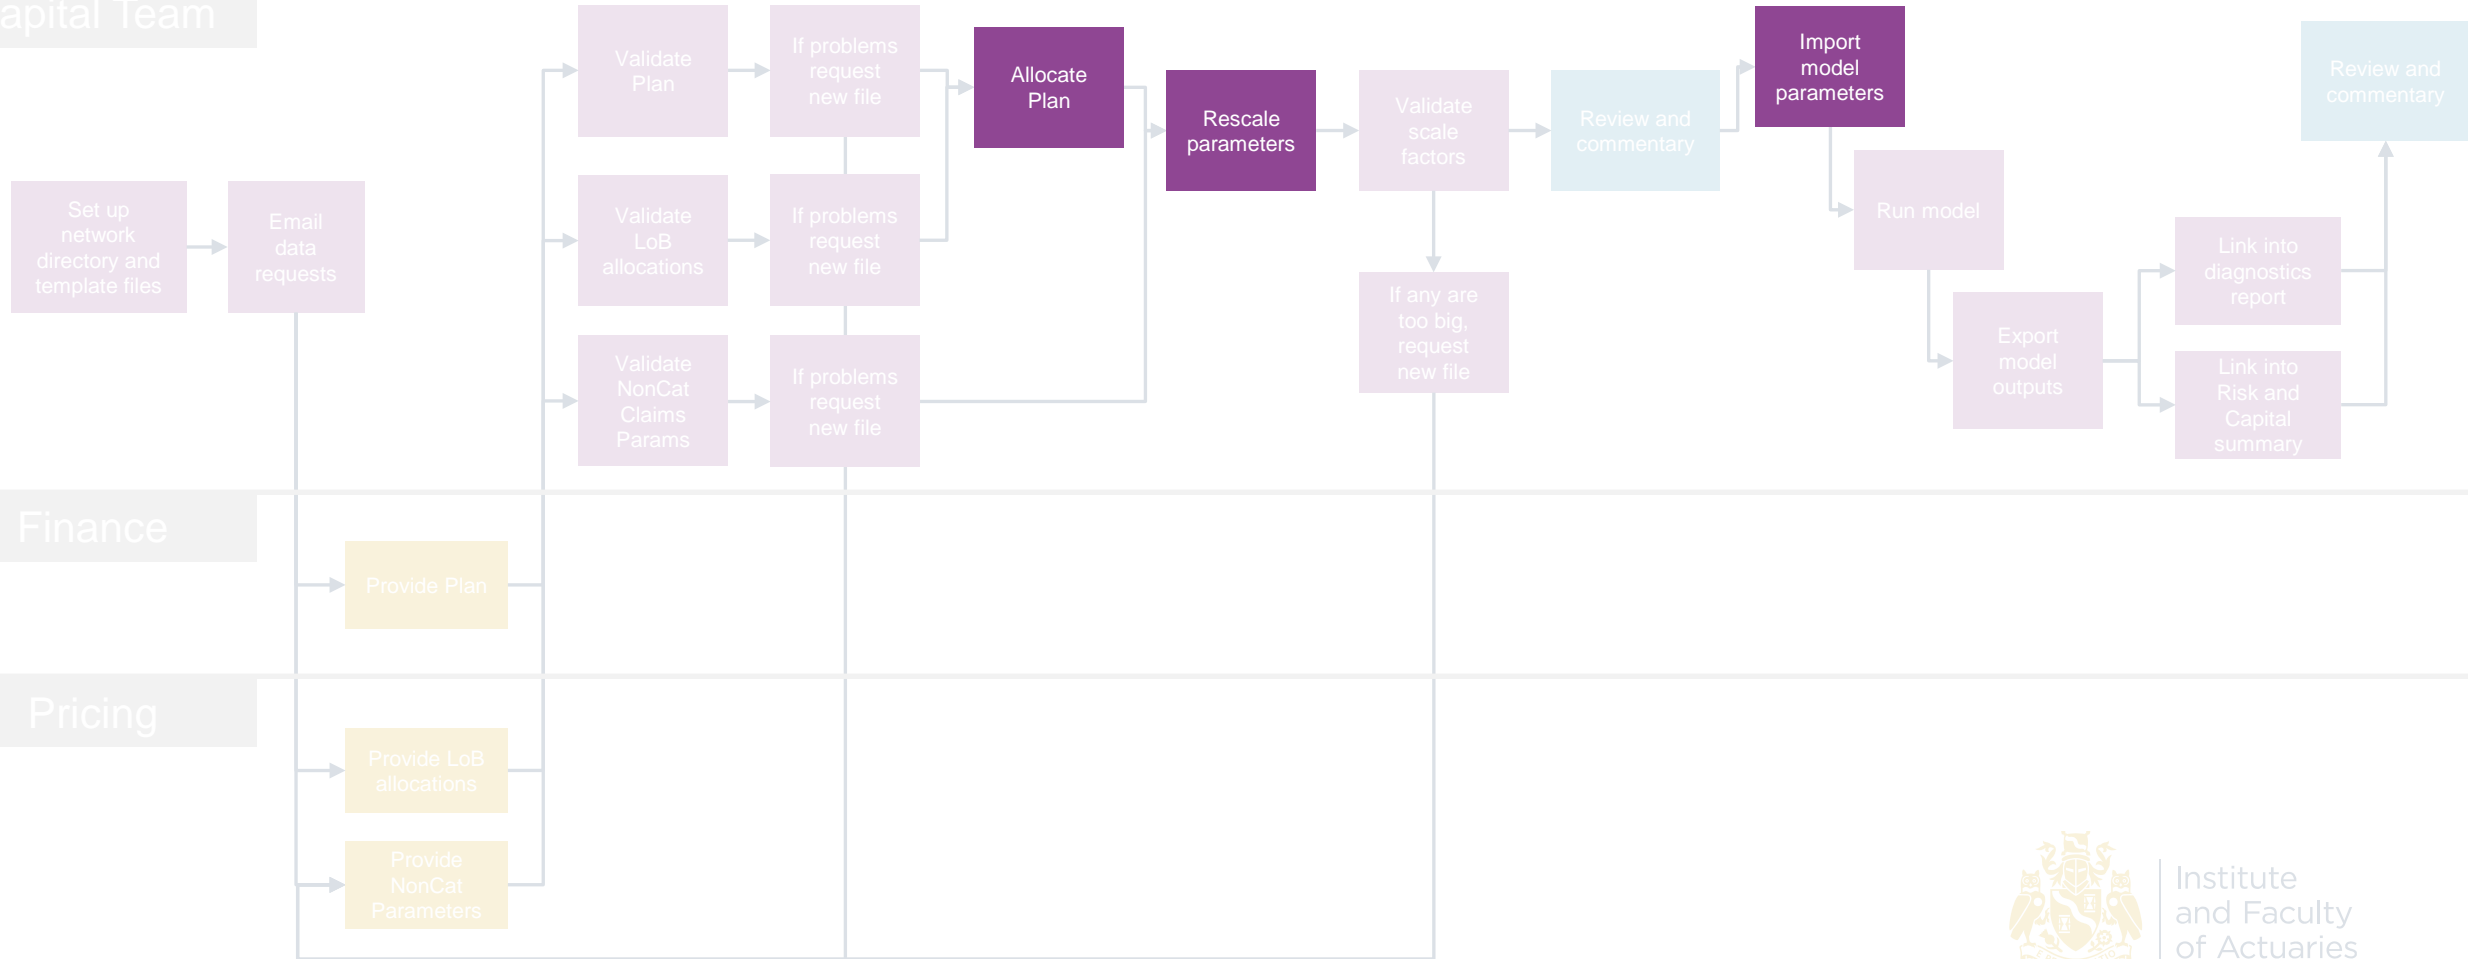 apital Team
Validate
Plan
If problems
request
new file
Allocate
Plan
Rescale
parameters
Validate
scale
factors
Review and
commentary
Import
model
parameters
Review and
commentary
Set up
network
directory and
template files
Email
data
requests
Validate
LoB
allocations
If problems
request
new file
Run model
Link into
diagnostics
report
If any are
too big,
request
new file
Export
model
outputs
Validate
NonCat
Claims
Params
If problems
request
new file
Link into
Risk and
Capital
summary
Finance
Provide Plan
Pricing
Provide LoB
allocations
Provide
NonCat
Parameters
Institute
and Faculty
of Actuaries